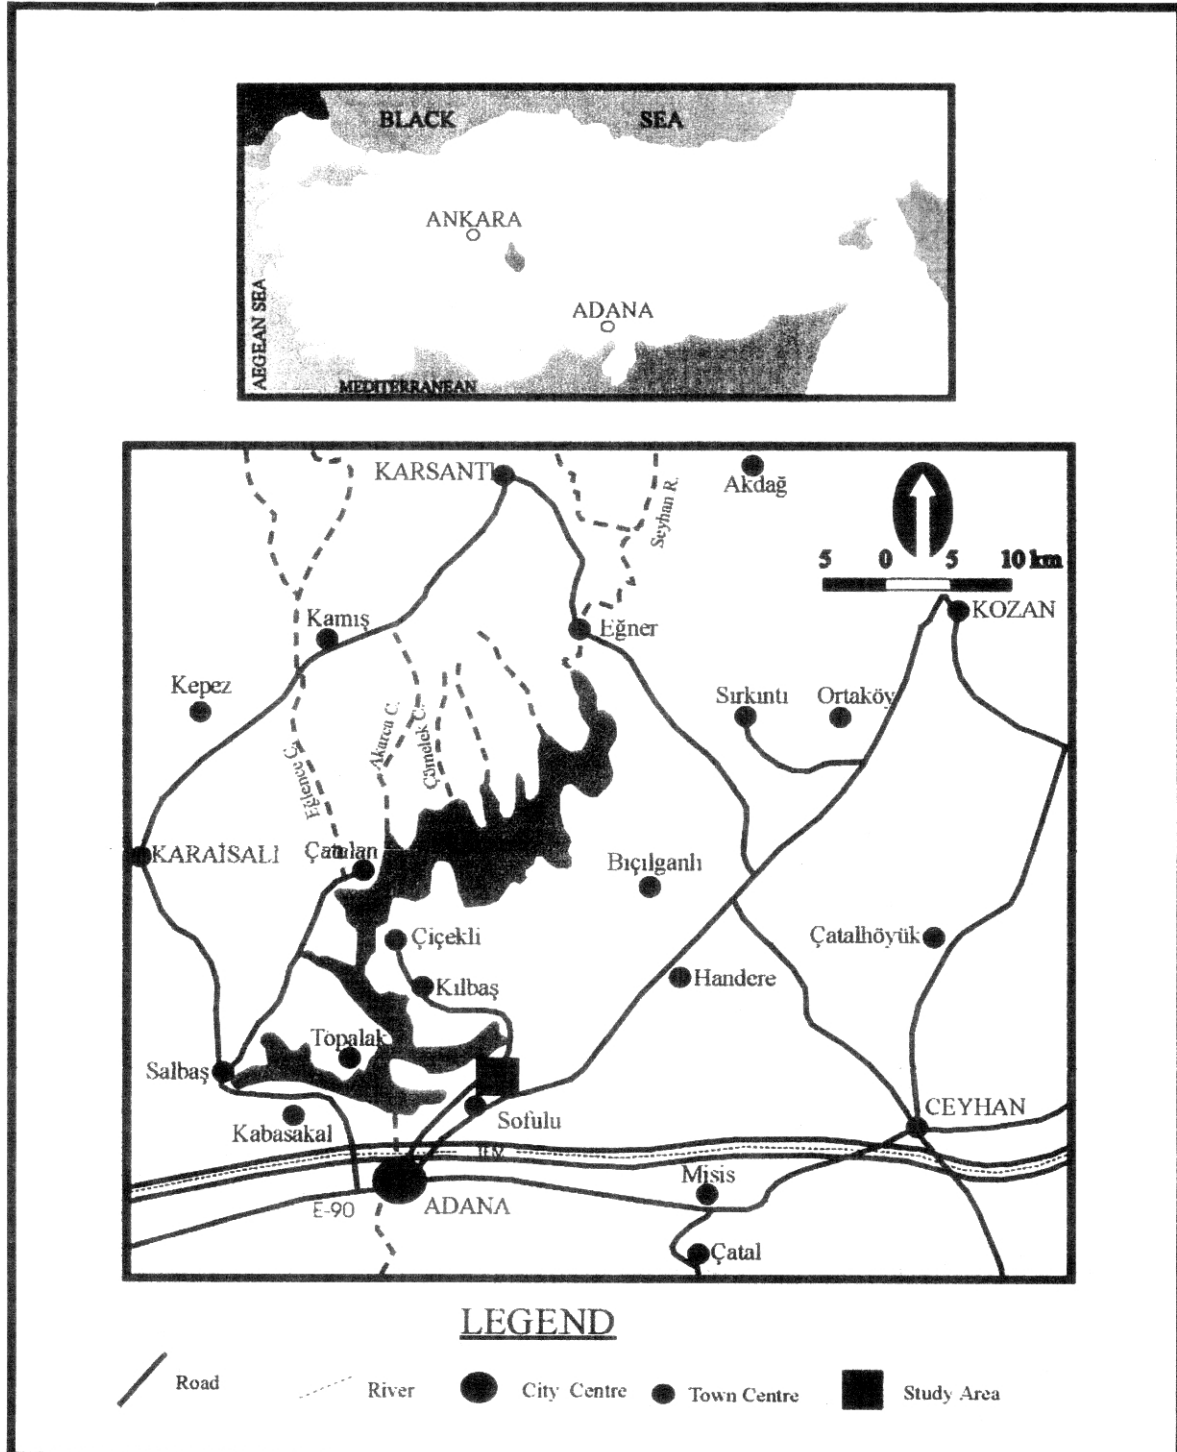 BLACK SEA
ANKARA
ADANA
AEGEAN SEA
MEDITERRANEAN
KARSANTI
Akdağ
Seyhan R.
5 0 5 10 km
KOZAN
Kamış
Eğner
Kepez
Sırkıntı
Ortaköy
Akarca C.
Çömelek C.
Eğlence Ç.
KARAİSALI
Çatalan
Bıçılganlı
Çiçekli
Çatalhöyük
Kılbaş
Handere
Topalak
Salbaş
Sofulu
CEYHAN
Kabasakal
Misis
E-90
ADANA
Çatal
LEGEND
Road
River
City Centre
Town Centre
Study Area